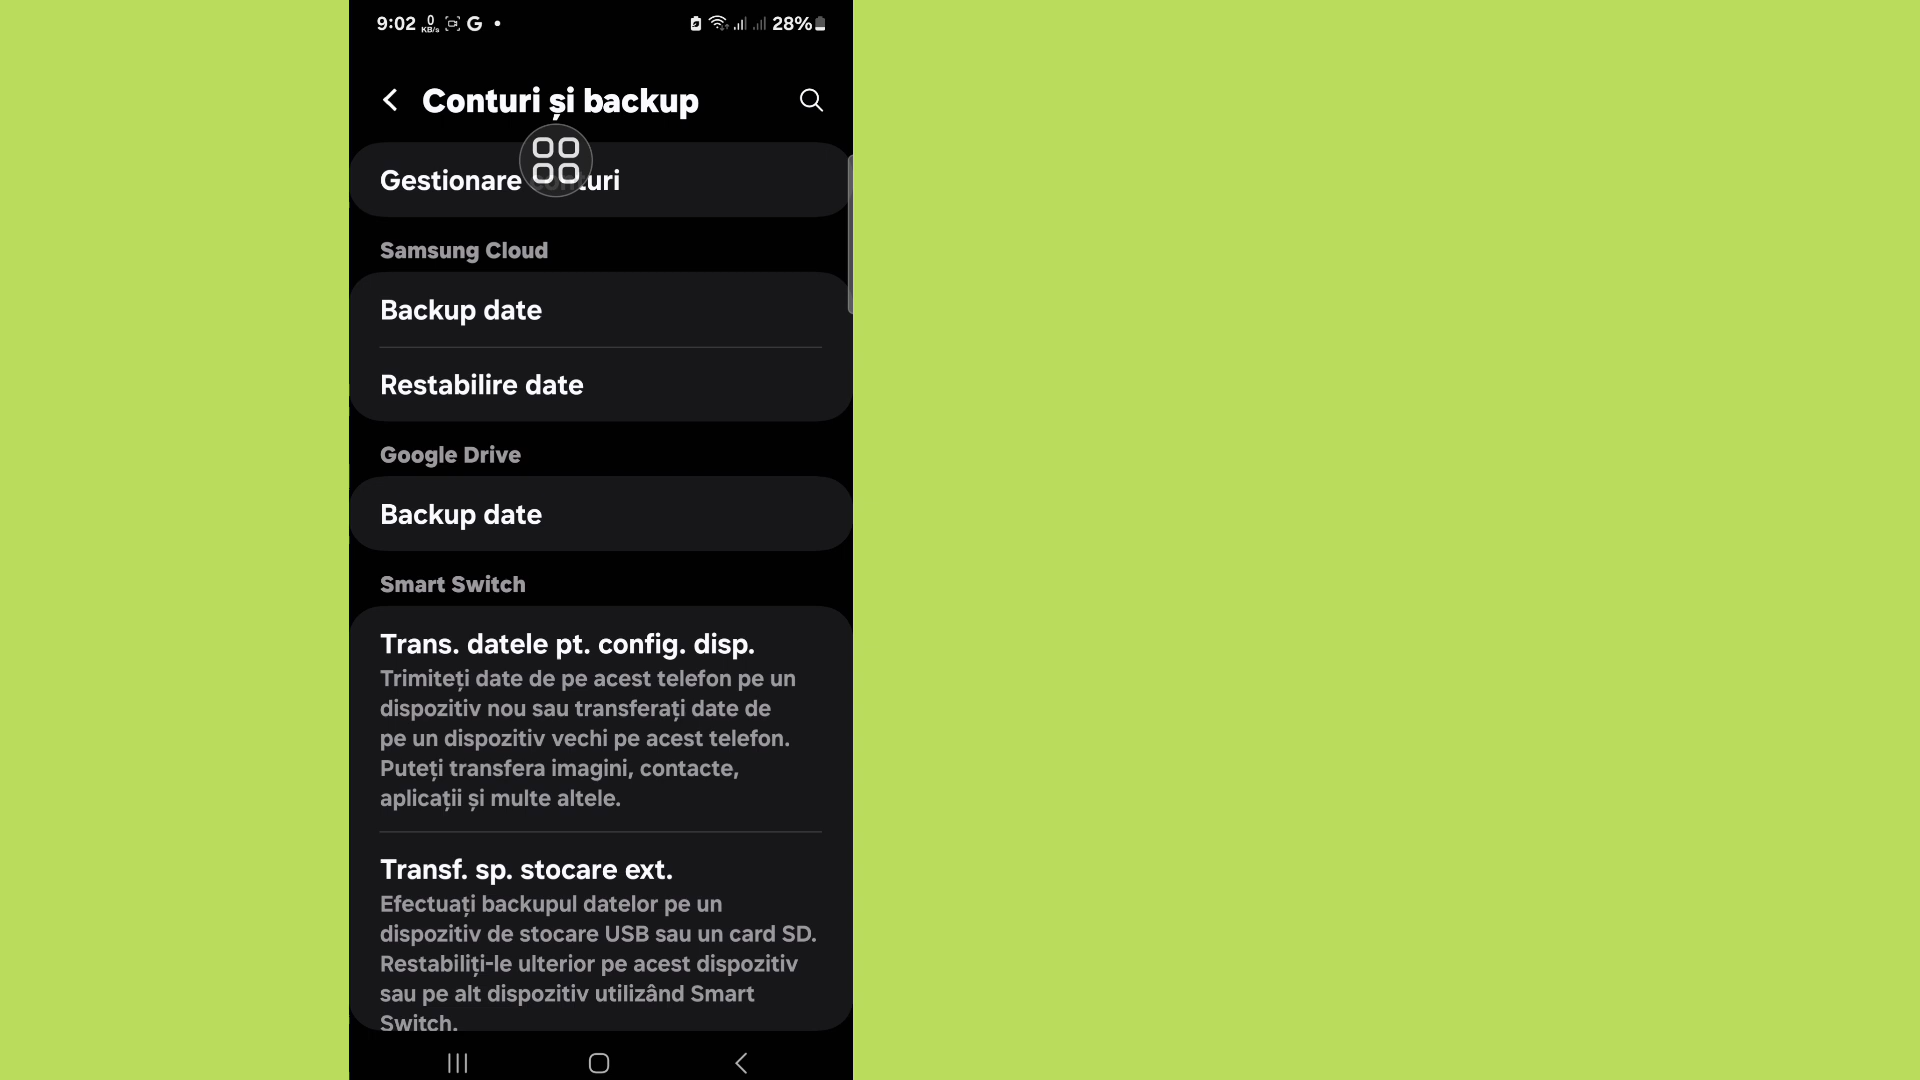 9:02 0 KB/s G 28%
Conturi și backup
Gestionare conturi
Samsung Cloud
Backup date
Restabilire date
Google Drive
Backup date
Smart Switch
Trans. datele pt. config. disp.
Trimiteți date de pe acest telefon pe un
dispozitiv nou sau transferați date de
pe un dispozitiv vechi pe acest telefon.
Puteți transfera imagini, contacte,
aplicații și multe altele.
Transf. sp. stocare ext.
Efectuați backupul datelor pe un
dispozitiv de stocare USB sau un card SD.
Restabiliți-le ulterior pe acest dispozitiv
sau pe alt dispozitiv utilizând Smart
Switch.